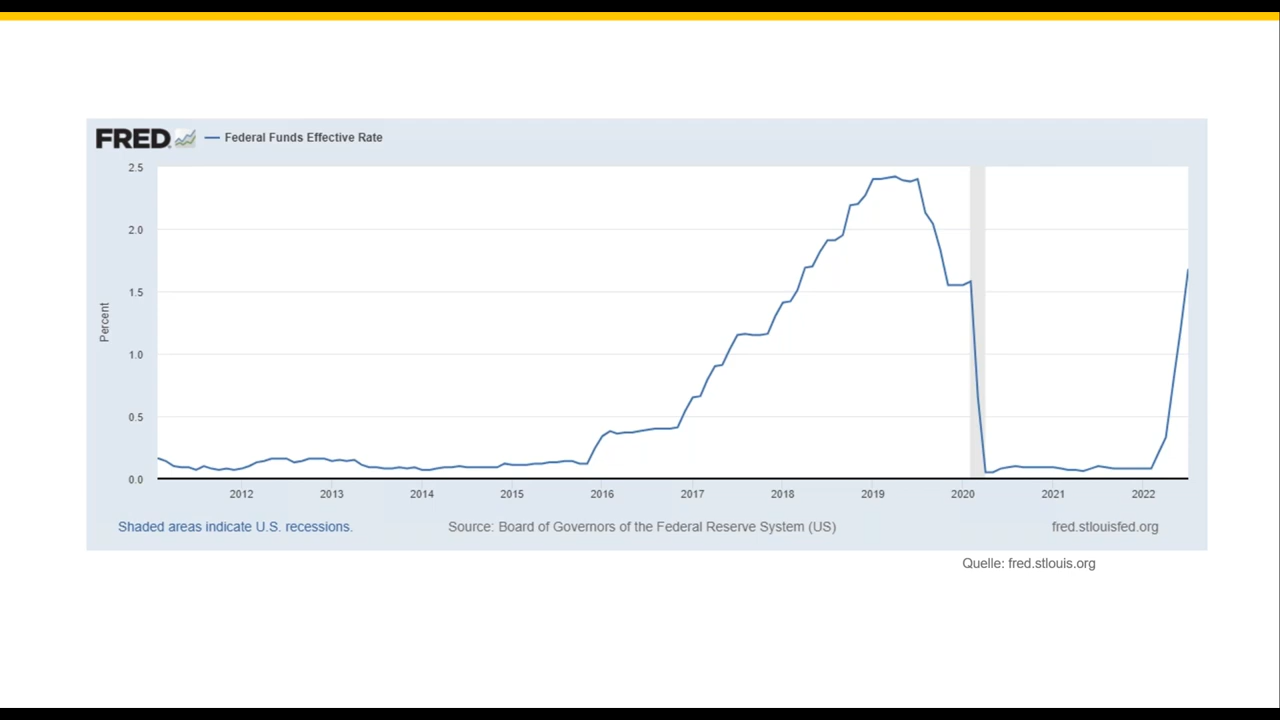 FRED
Federal Funds Effective Rate
2.5
2.0
1.5
1.0
0.5
0.0
Percent
2012 2013 2014 2015 2016 2017 2018 2019 2020 2021 2022
Shaded areas indicate U.S. recessions. Source: Board of Governors of the Federal Reserve System (US) fred.stlouisfed.org
Quelle: fred.stlouis.org